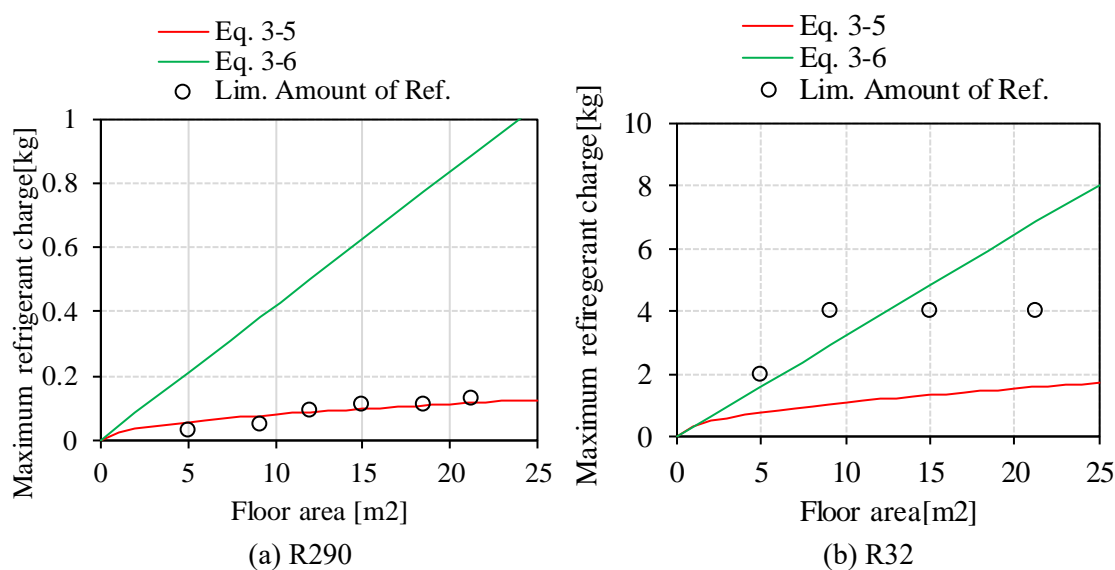 Eq. 3-5
Eq. 3-6
Lim. Amount of Ref.
Maximum refrigerant charge[kg]
1
0.8
0.6
0.4
0.2
0
0 5 10 15 20 25
Floor area [m2]
(a) R290
Eq. 3-5
Eq. 3-6
Lim. Amount of Ref.
Maximum refiregerant charge[kg]
10
8
6
4
2
0
0 5 10 15 20 25
Floor area[m2]
(b) R32